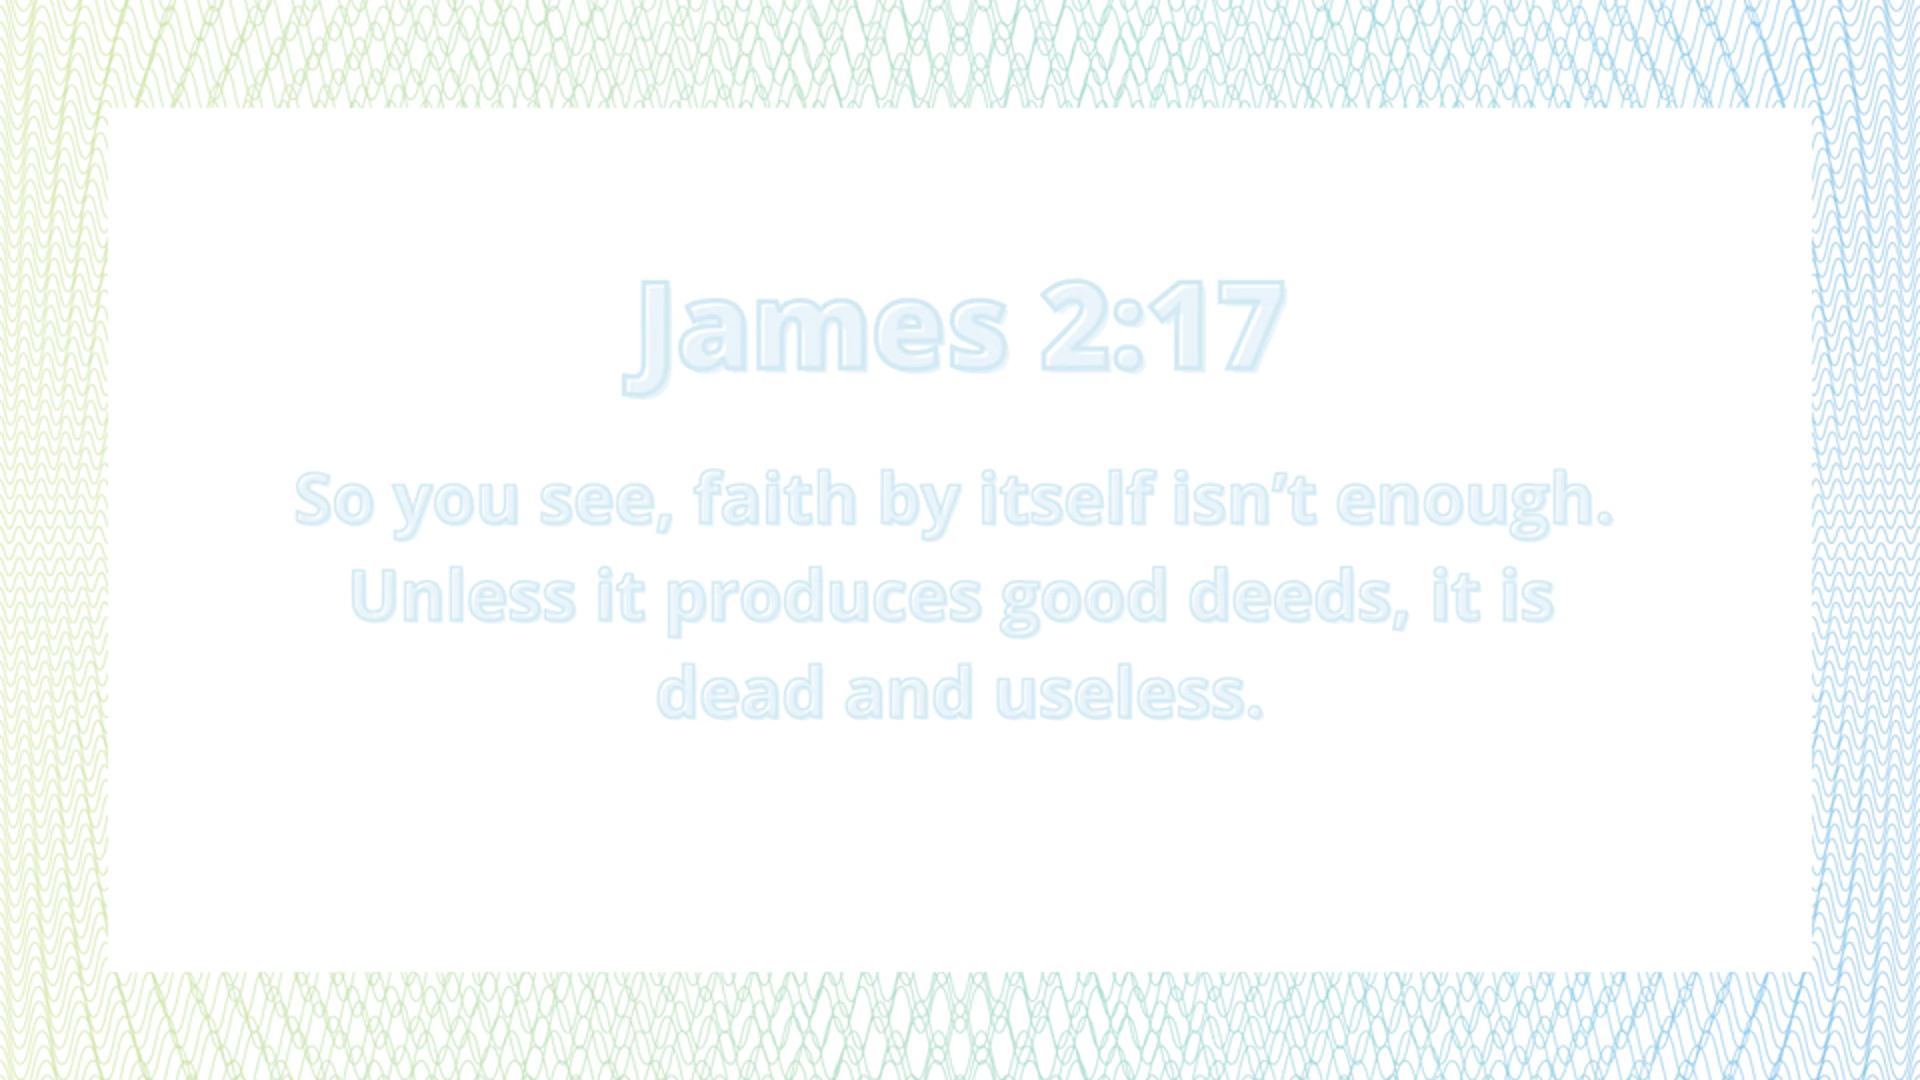 James 2:17
So you see, faith by itself isn’t enough.
Unless it produces good deeds, it is
dead and useless.